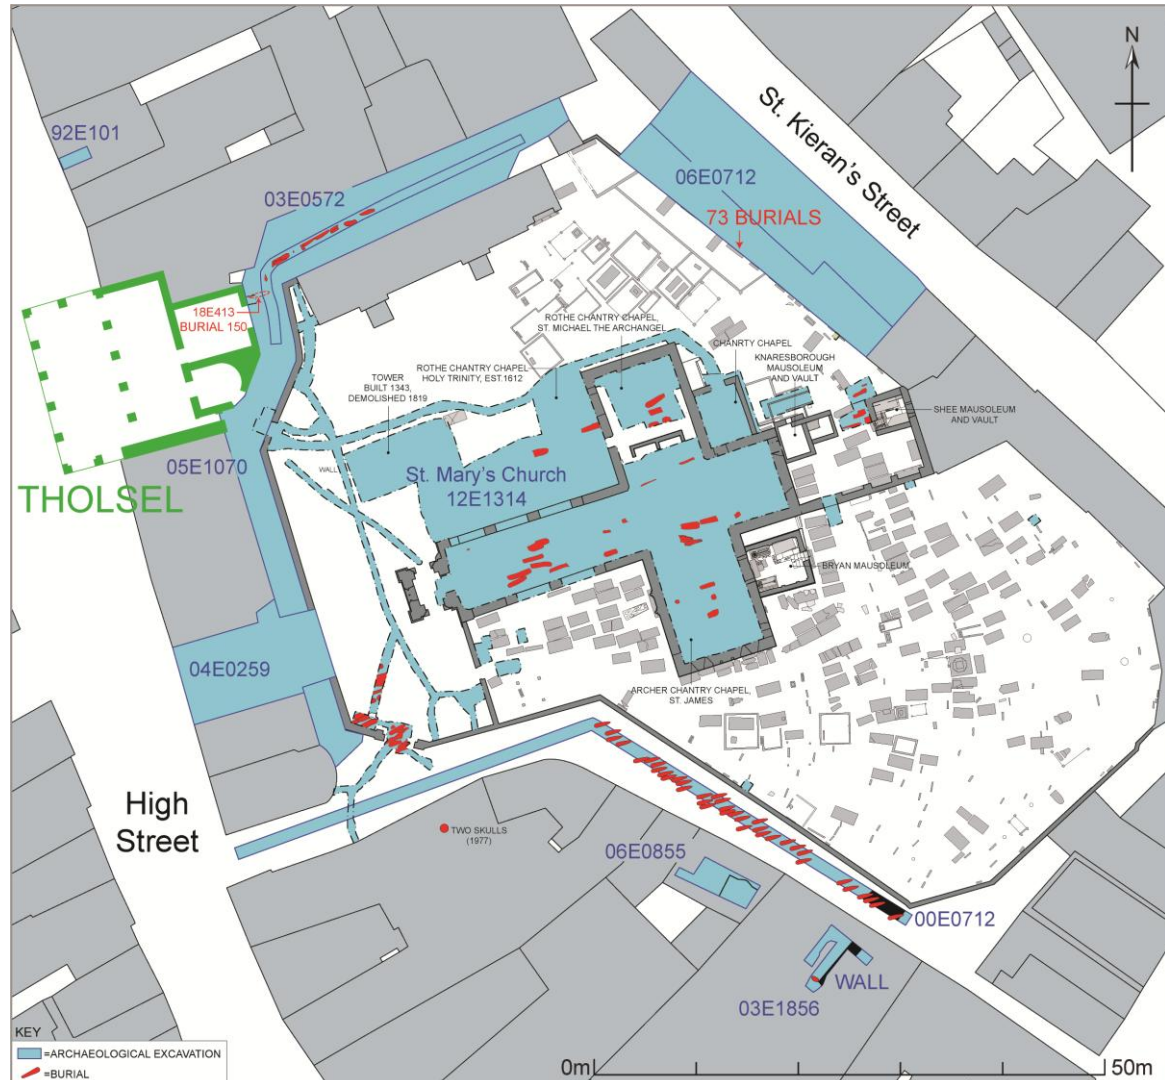 N
St. Kieran's Street
92E101
06E0712
03E0572
73 BURIALS
18E413
BURIAL 150
ROTHE CHANTRY CHAPEL,
ST. MICHAEL THE ARCHANGEL
CHANRTY CHAPEL
ROTHE CHANTRY CHAPEL
HOLY TRINITY, EST.1612
KNARESBOROUGH
MAUSOLEUM
AND VAULT
TOWER
BUILT 1343,
DEMOLISHED 1819
SHEE MAUSOLEUM
AND VAULT
05E1070
WALL
St. Mary's Church
12E1314
THOLSEL
BRYAN MAUSOLEUM
04E0259
ARCHER CHANTRY CHAPEL,
ST. JAMES
High
Street
TWO SKULLS
(1977)
06E0855
00E0712
WALL
03E1856
KEY
=ARCHAEOLOGICAL EXCAVATION
=BURIAL
0m
50m